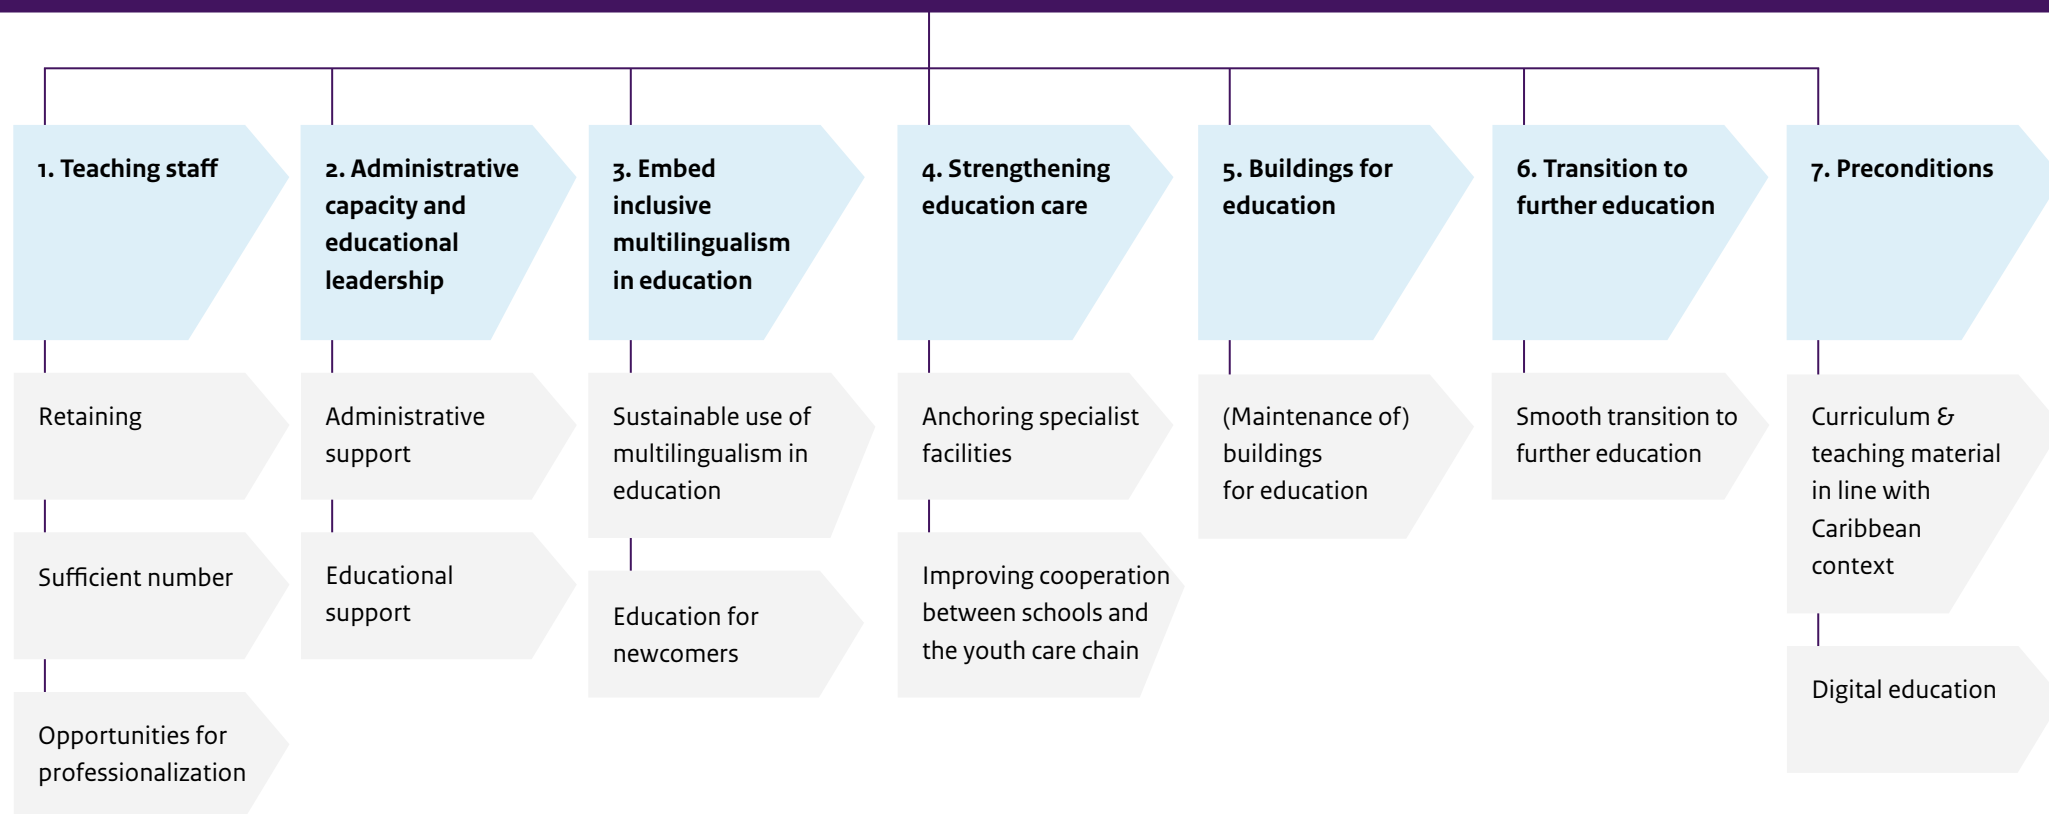 1. Teaching staff
2. Administrative
capacity and
educational
leadership
3. Embed
inclusive
multilingualism
in education
4. Strengthening
education care
5. Buildings for
education
6. Transition to
further education
7. Preconditions
Retaining
Sufficient number
Opportunities for
professionalization
Administrative
support
Educational
support
Sustainable use of
multilingualism in
education
Education for
newcomers
Anchoring specialist
facilities
Improving cooperation
between schools and
the youth care chain
(Maintenance of)
buildings
for education
Smooth transition to
further education
Curriculum &
teaching material
in line with
Caribbean
context
Digital education